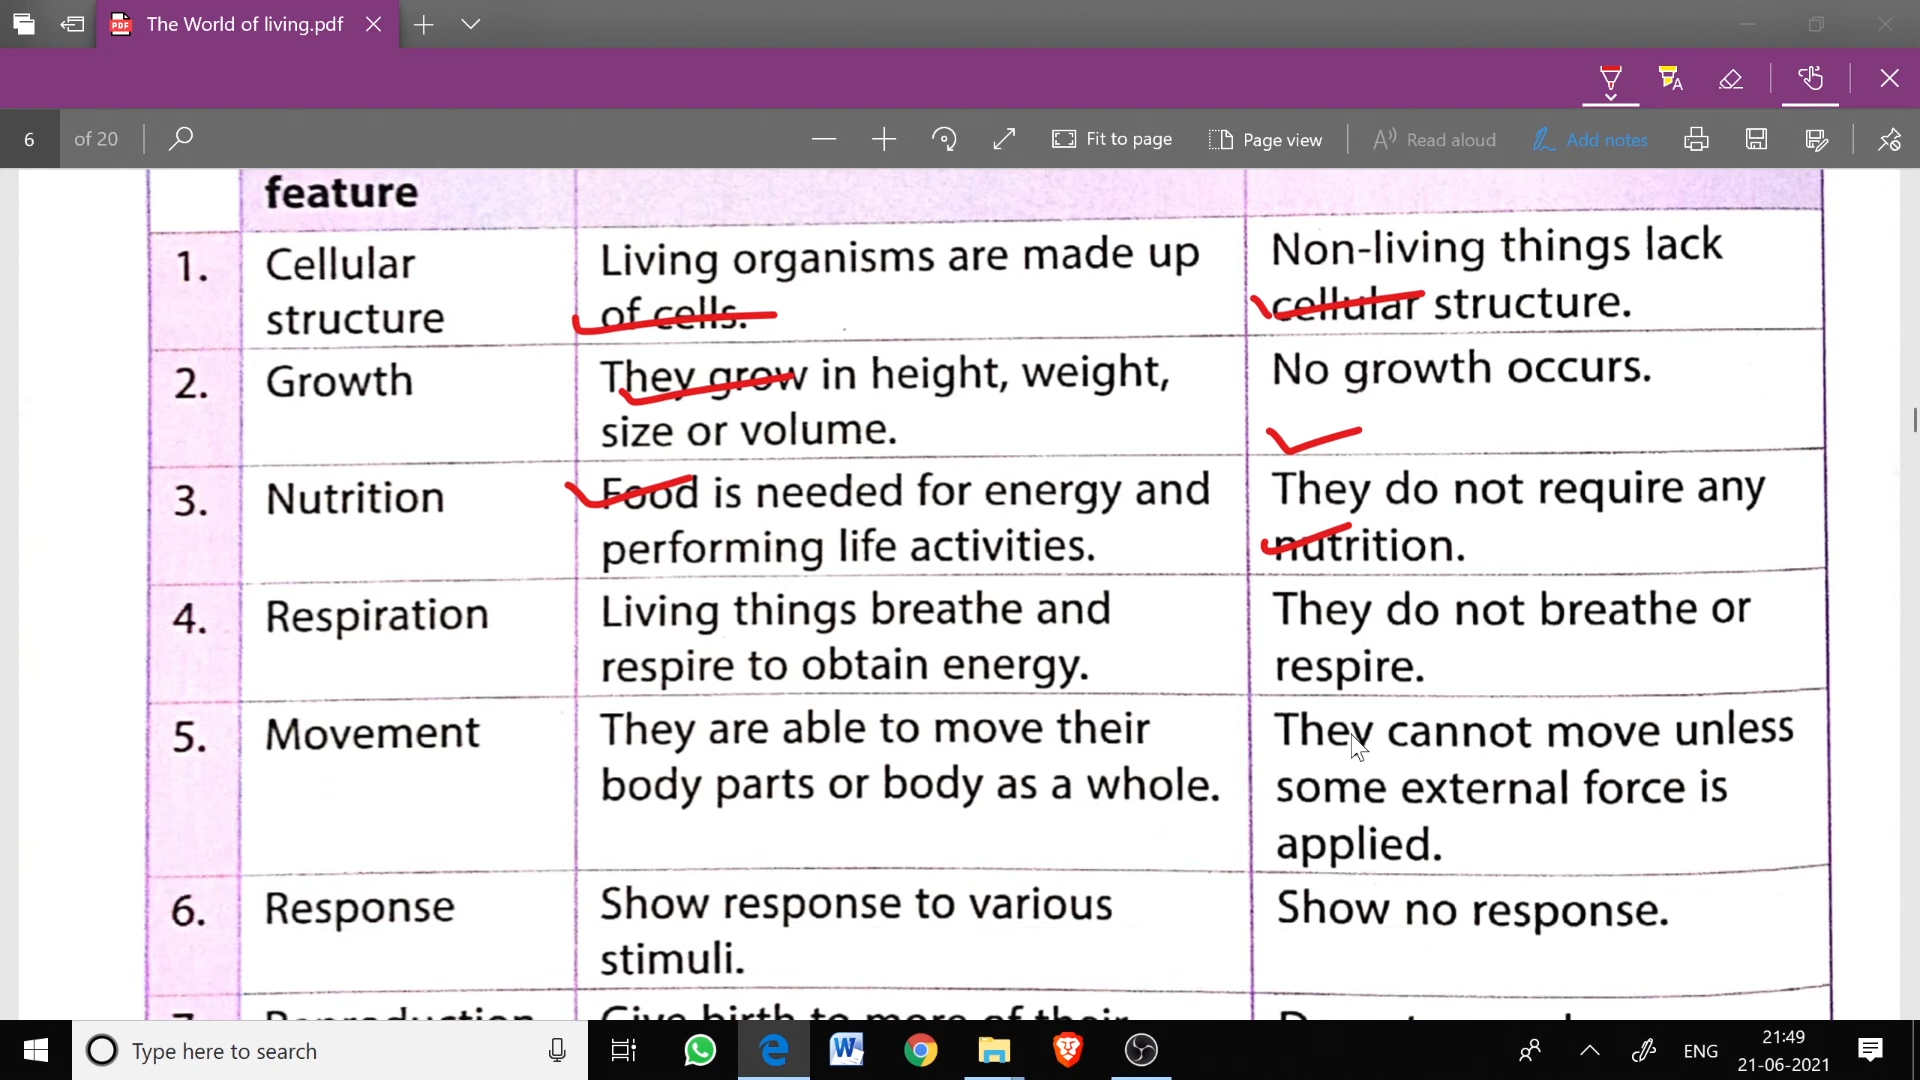 The World of living.pdf
6 of 20
Fit to page
Page view
Read aloud
Add notes
feature
1. Cellular structure
Living organisms are made up of cells.
Non-living things lack cellular structure.
2. Growth
They grow in height, weight, size or volume.
No growth occurs.
3. Nutrition
Food is needed for energy and performing life activities.
They do not require any nutrition.
4. Respiration
Living things breathe and respire to obtain energy.
They do not breathe or respire.
5. Movement
They are able to move their body parts or body as a whole.
They cannot move unless some external force is applied.
6. Response
Show response to various stimuli.
Show no response.
Type here to search
ENG
21:49
21-06-2021